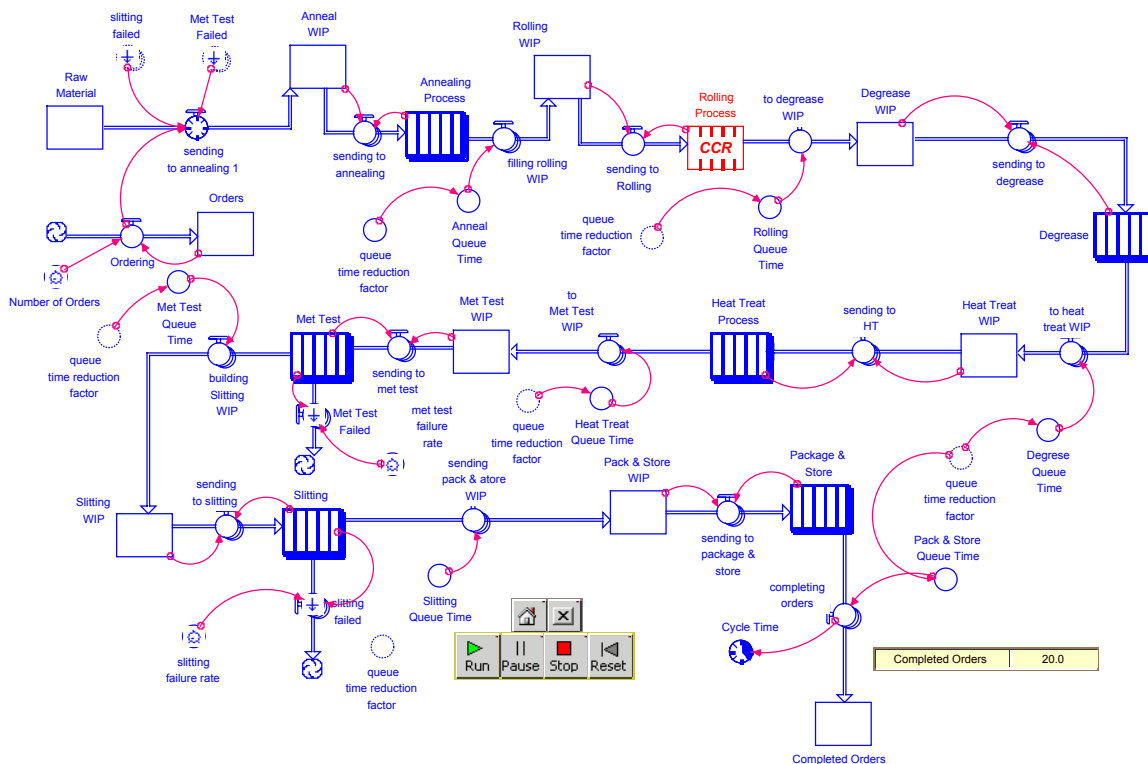 slitting
failed
Met Test
Failed
Anneal
WIP
Raw
Material
Annealing
Process
Rolling
WIP
Rolling
Process
CCR
to degrease
WIP
Degrease
WIP
sending
to annealing 1
sending to
annealing
filling rolling
WIP
sending to
Rolling
sending to
degrease
Orders
Ordering
Number of Orders
queue
time reduction
factor
Anneal
Queue
Time
queue
time reduction
factor
Rolling
Queue
Time
Degrease
Met Test
Queue
Time
queue
time reduction
factor
building
Slitting
WIP
Met Test
sending to
met test
Met Test
WIP
to
Met Test
WIP
Heat Treat
Process
sending to
HT
Heat Treat
WIP
to heat
treat WIP
Met Test
Failed
met test
failure
rate
queue
time reduction
factor
Heat Treat
Queue Time
queue
time reduction
factor
Degrese
Queue
Time
Slitting
WIP
sending
to slitting
Slitting
sending
pack & atore
WIP
Pack & Store
WIP
sending to
package &
store
Package &
Store
Pack & Store
Queue Time
slitting
failed
slitting
failure rate
queue
time reduction
factor
Slitting
Queue Time
Run
Pause
Stop
Reset
completing
orders
Cycle Time
Completed Orders 20.0
Completed Orders